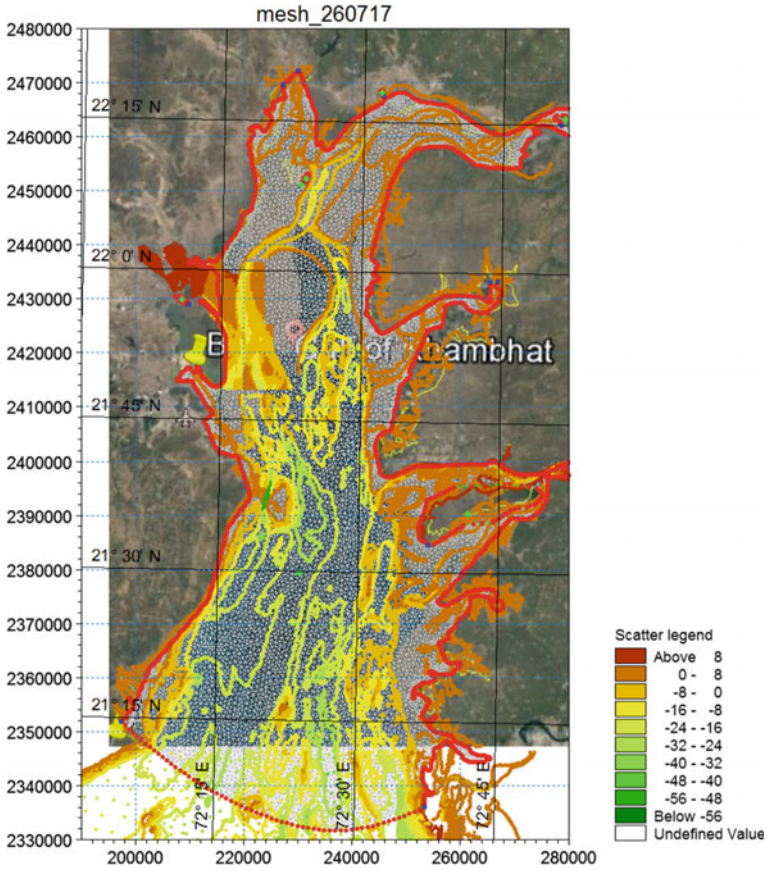 mesh_260717
2480000
2470000
22° 15' N
2460000
2450000
2440000
22° 0' N
2430000
2420000
B of hambhat
2410000
21° 45' N
2400000
2390000
21° 30' N
2380000
2370000
2360000
21° 15' N
2350000
2340000
2330000
72° 15' E
72° 30' E
72° 45' E
200000 220000 240000 260000 280000
Scatter legend
Above 8
0 - 8
-8 - 0
-16 - -8
-24 - -16
-32 - -24
-40 - -32
-48 - -40
-56 - -48
Below -56
Undefined Value